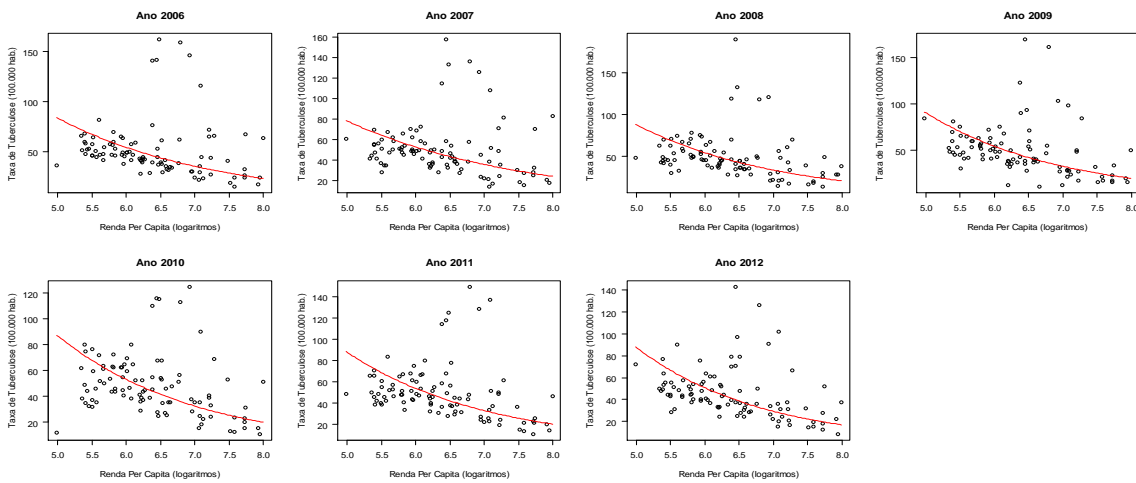 Ano 2006
Taxa de Tuberculose (100.000 hab.)
150
100
50
5.0 5.5 6.0 6.5 7.0 7.5 8.0
Renda Per Capita (logaritmos)
Ano 2007
Taxa de Tuberculose (100.000 hab.)
160
140
120
100
80
60
40
20
5.0 5.5 6.0 6.5 7.0 7.5 8.0
Renda Per Capita (logaritmos)
Ano 2008
Taxa de Tuberculose (100.000 hab.)
150
100
50
5.0 5.5 6.0 6.5 7.0 7.5 8.0
Renda Per Capita (logaritmos)
Ano 2009
Taxa de Tuberculose (100.000 hab.)
150
100
50
5.0 5.5 6.0 6.5 7.0 7.5 8.0
Renda Per Capita (logaritmos)
Ano 2010
Taxa de Tuberculose (100.000 hab.)
120
100
80
60
40
20
5.0 5.5 6.0 6.5 7.0 7.5 8.0
Renda Per Capita (logaritmos)
Ano 2011
Taxa de Tuberculose (100.000 hab.)
140
120
100
80
60
40
20
5.0 5.5 6.0 6.5 7.0 7.5 8.0
Renda Per Capita (logaritmos)
Ano 2012
Taxa de Tuberculose (100.000 hab.)
140
120
100
80
60
40
20
5.0 5.5 6.0 6.5 7.0 7.5 8.0
Renda Per Capita (logaritmos)